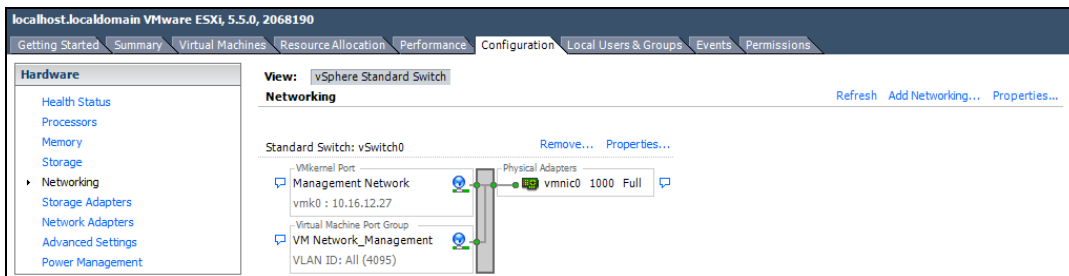 localhost.localdomain VMware ESXi, 5.5.0, 2068190
Getting Started Summary Virtual Machines Resource Allocation Performance Configuration Local Users & Groups Events Permissions
Hardware
Health Status
Processors
Memory
Storage
Networking
Storage Adapters
Network Adapters
Advanced Settings
Power Management
View: vSphere Standard Switch
Networking
Refresh Add Networking... Properties...
Standard Switch: vSwitch0 Remove... Properties...
VMkernel Port
Management Network
vmk0 : 10.16.12.27
Physical Adapters
vmnic0 1000 Full
Virtual Machine Port Group
VM Network_Management
VLAN ID: All (4095)